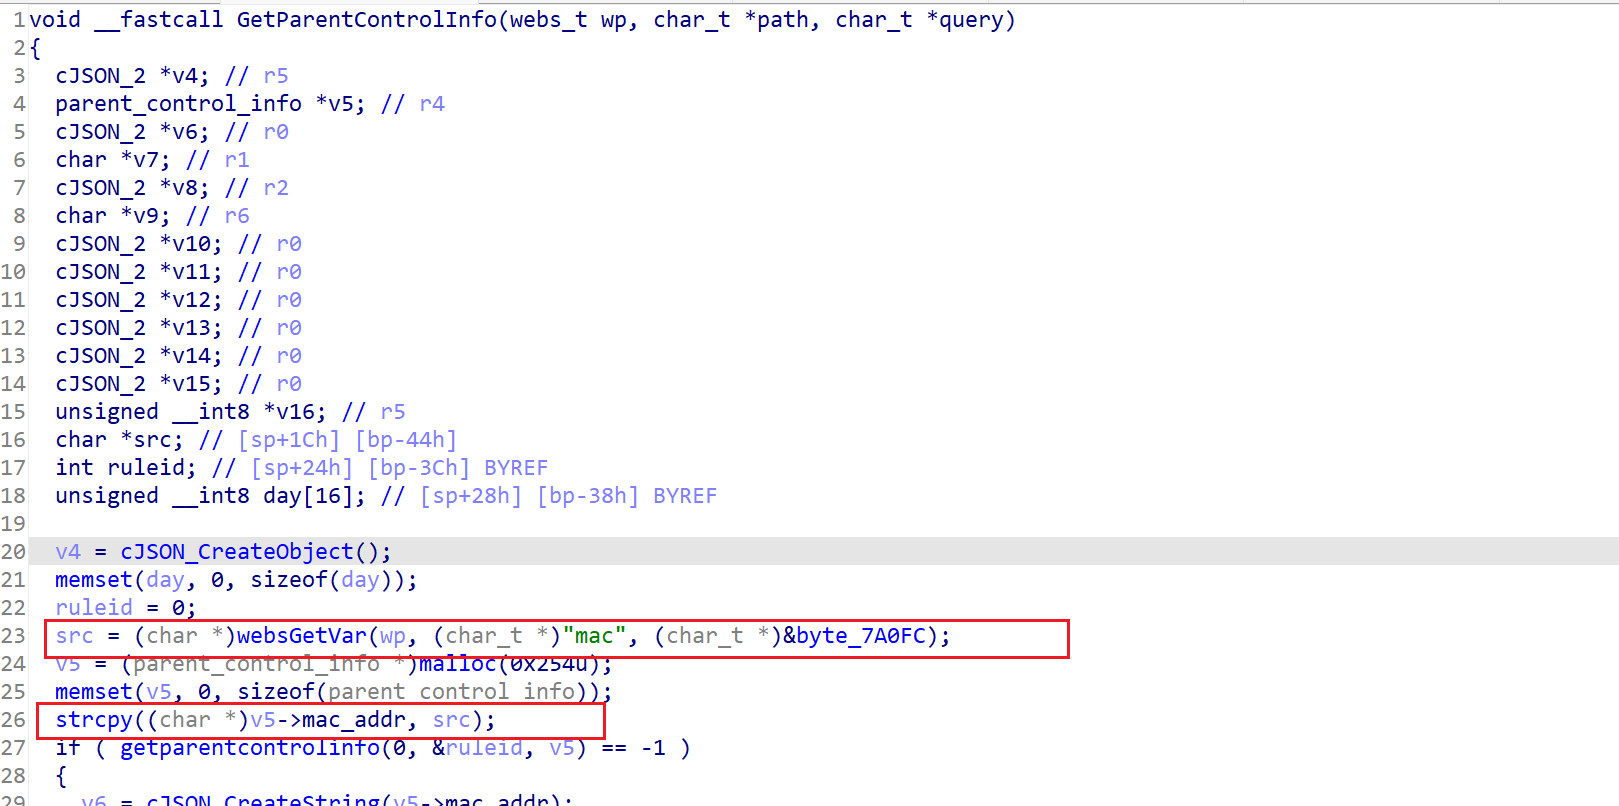 1 void __fastcall GetParentControlInfo(webs_t wp, char_t *path, char_t *query)
2 {
3 cJSON_2 *v4; // r5
4 parent_control_info *v5; // r4
5 cJSON_2 *v6; // r0
6 char *v7; // r1
7 cJSON_2 *v8; // r2
8 char *v9; // r6
9 cJSON_2 *v10; // r0
10 cJSON_2 *v11; // r0
11 cJSON_2 *v12; // r0
12 cJSON_2 *v13; // r0
13 cJSON_2 *v14; // r0
14 cJSON_2 *v15; // r0
15 unsigned __int8 *v16; // r5
16 char *src; // [sp+1Ch] [bp-44h]
17 int ruleid; // [sp+24h] [bp-3Ch] BYREF
18 unsigned __int8 day[16]; // [sp+28h] [bp-38h] BYREF
19
20 v4 = cJSON_CreateObject();
21 memset(day, 0, sizeof(day));
22 ruleid = 0;
23 src = (char *)websGetVar(wp, (char_t *)"mac", (char_t *)&byte_7A0FC);
24 v5 = (parent_control_info *)malloc(0x254u);
25 memset(v5, 0, sizeof(parent_control_info));
26 strcpy((char *)v5->mac_addr, src);
27 if ( getparentcontrolinfo(0, &ruleid, v5) == -1 )
28 {
29 v6 = cJSON_CreateString(v5->mac_addr);